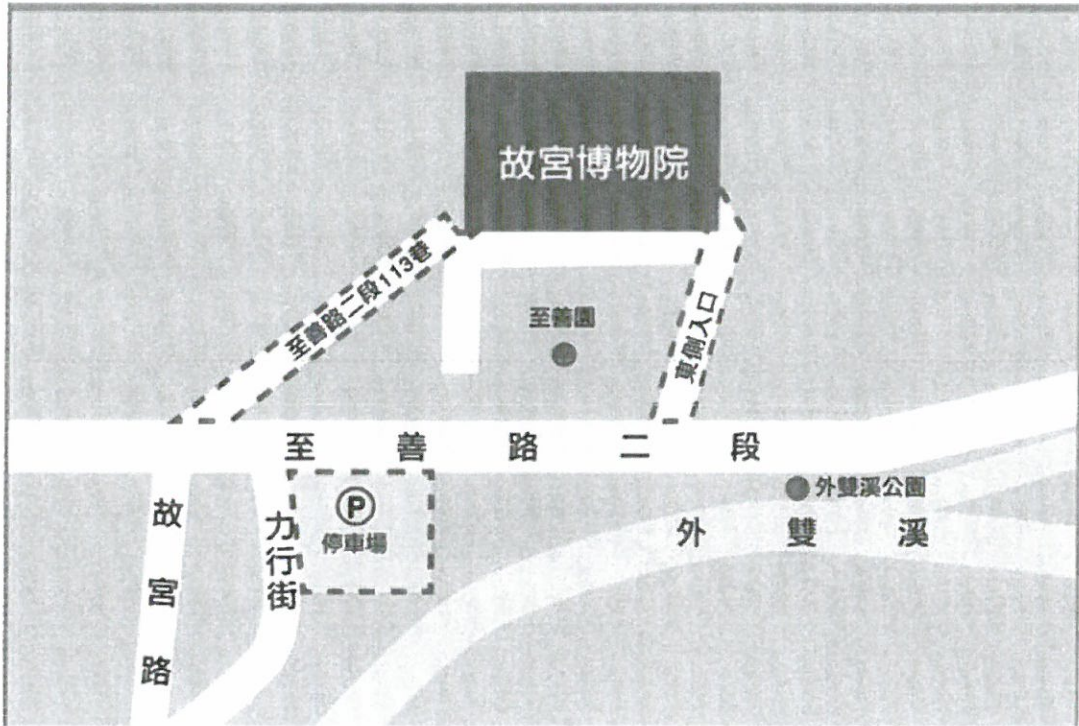 故宮博物院
至善路二段113巷
至善園
東側入口
至善路二段
外雙溪公園
P
停車場
故宮路
力行街
外雙溪